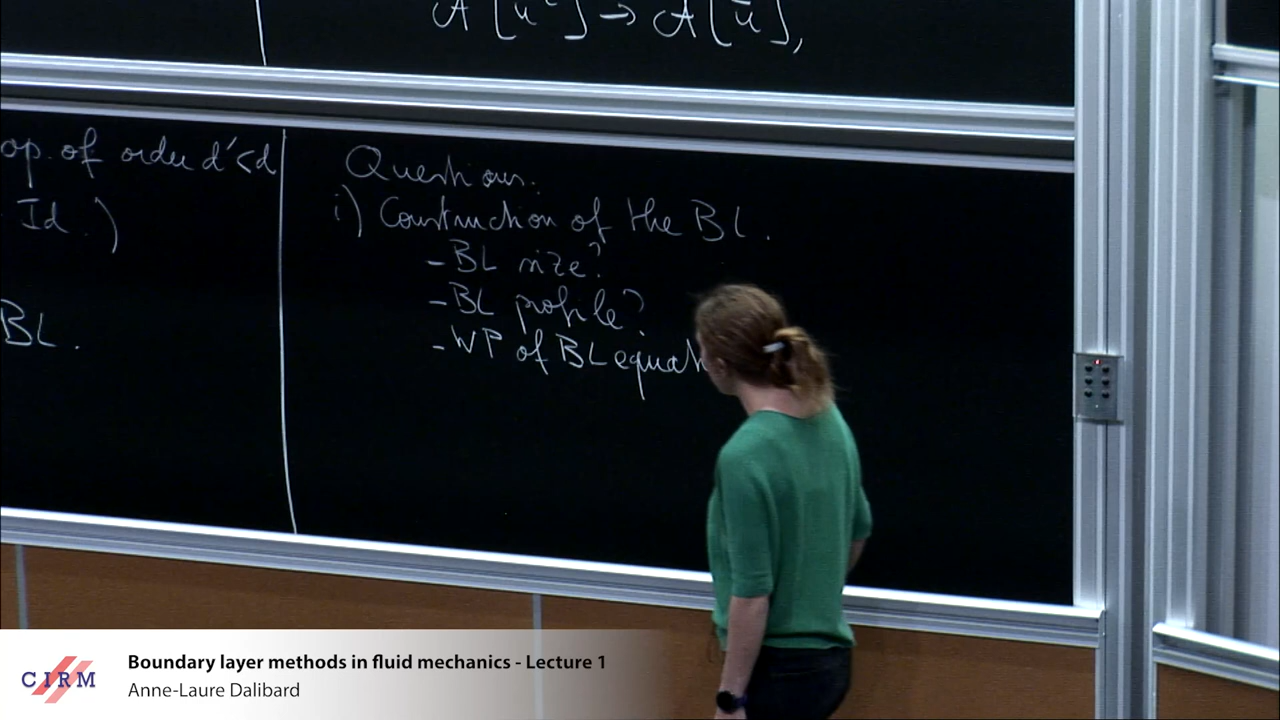 A [u ] → A [ū],
op. of order d'<d
Id.)
BL.
Questions:
i) Construction of the BL.
- BL size?
- BL profile?
- WP of BL equat
CIRM
Boundary layer methods in fluid mechanics - Lecture 1
Anne-Laure Dalibard